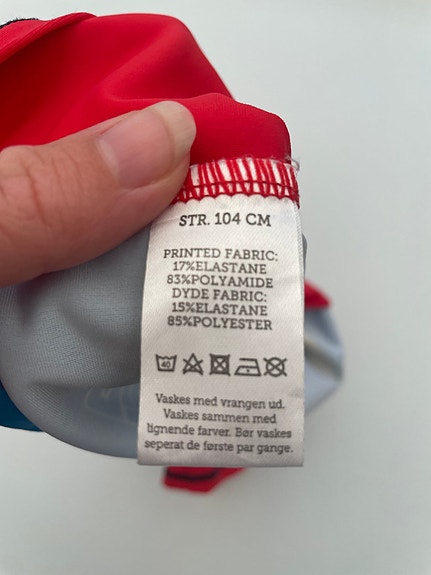 STR. 104 CM
PRINTED FABRIC:
17%ELASTANE
83%POLYAMIDE
DYDE FABRIC:
15%ELASTANE
85%POLYESTER
40
Vaskes med vrangen ud.
Vaskes sammen med
lignende farver. Bør vaskes
seperat de første par gange.